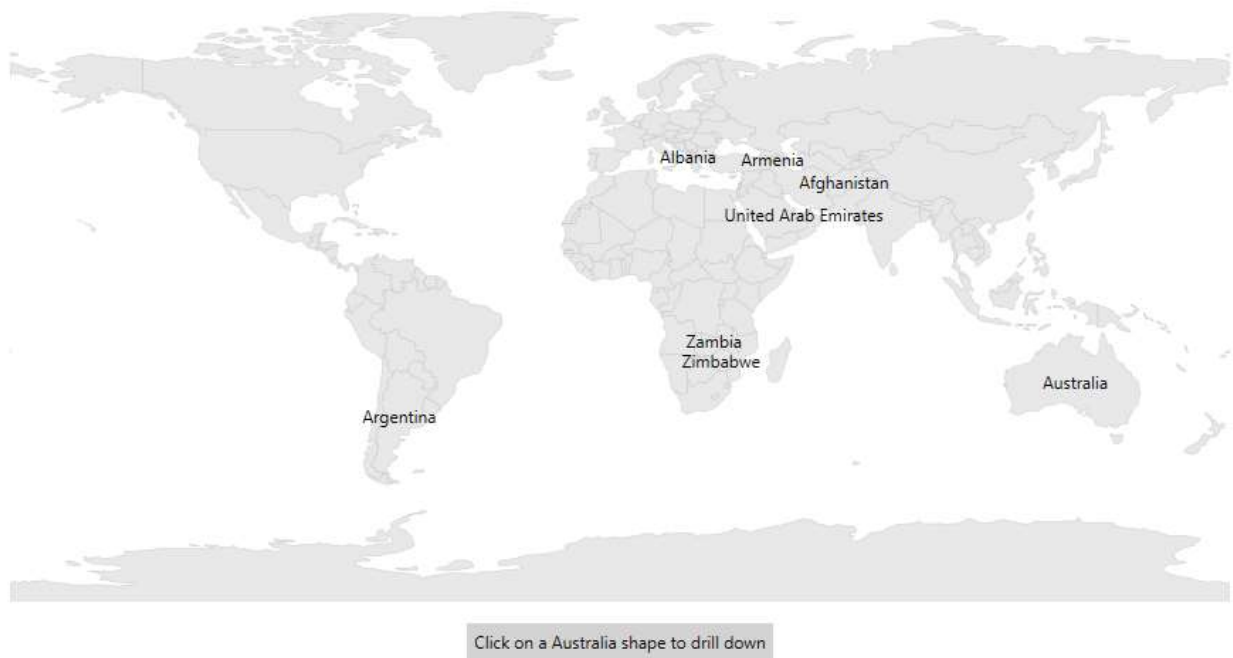 Albania
Armenia
Afghanistan
United Arab Emirates
Zambia
Zimbabwe
Australia
Argentina
Click on a Australia shape to drill down